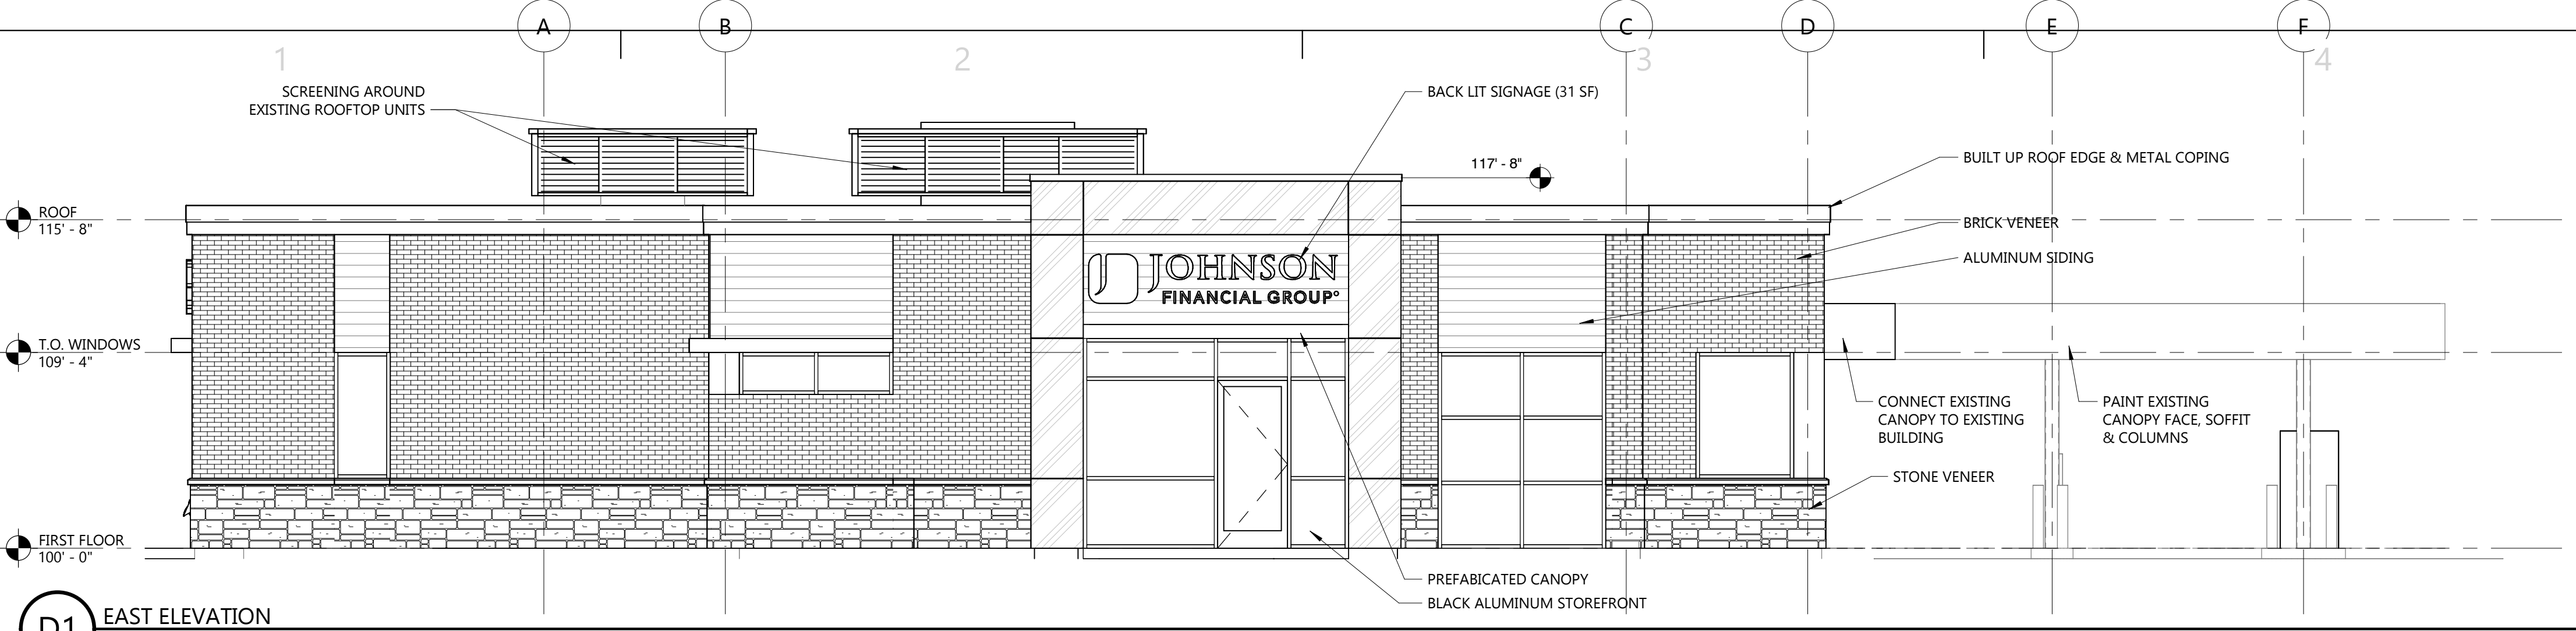 A
B
C
D
E
F
1
2
3
4
SCREENING AROUND
EXISTING ROOFTOP UNITS
BACK LIT SIGNAGE (31 SF)
117' - 8"
BUILT UP ROOF EDGE & METAL COPING
ROOF
115' - 8"
BRICK VENEER
ALUMINUM SIDING
JOHNSON
FINANCIAL GROUP
T.O. WINDOWS
109' - 4"
CONNECT EXISTING
CANOPY TO EXISTING
BUILDING
PAINT EXISTING
CANOPY FACE, SOFFIT
& COLUMNS
STONE VENEER
FIRST FLOOR
100' - 0"
PREFABICATED CANOPY
BLACK ALUMINUM STOREFRONT
D1
EAST ELEVATION